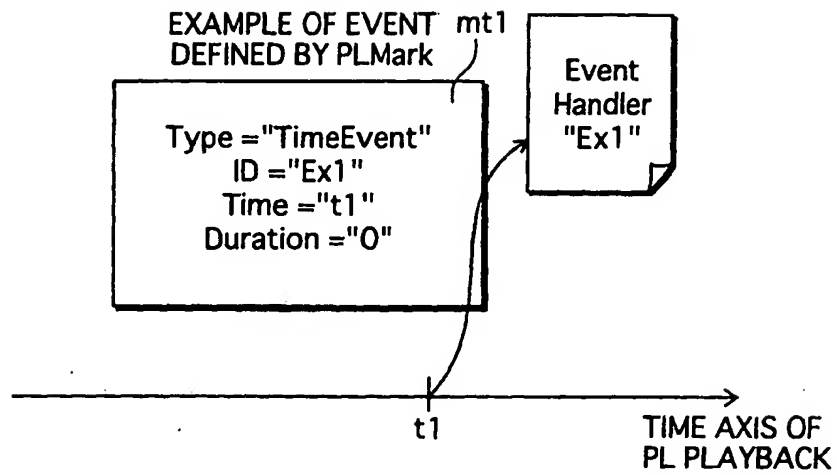 EXAMPLE OF EVENT
DEFINED BY PLMark
mt1
Type ="TimeEvent"
ID ="Ex1"
Time ="t1"
Duration ="0"
Event
Handler
"Ex1"
t1
TIME AXIS OF
PL PLAYBACK